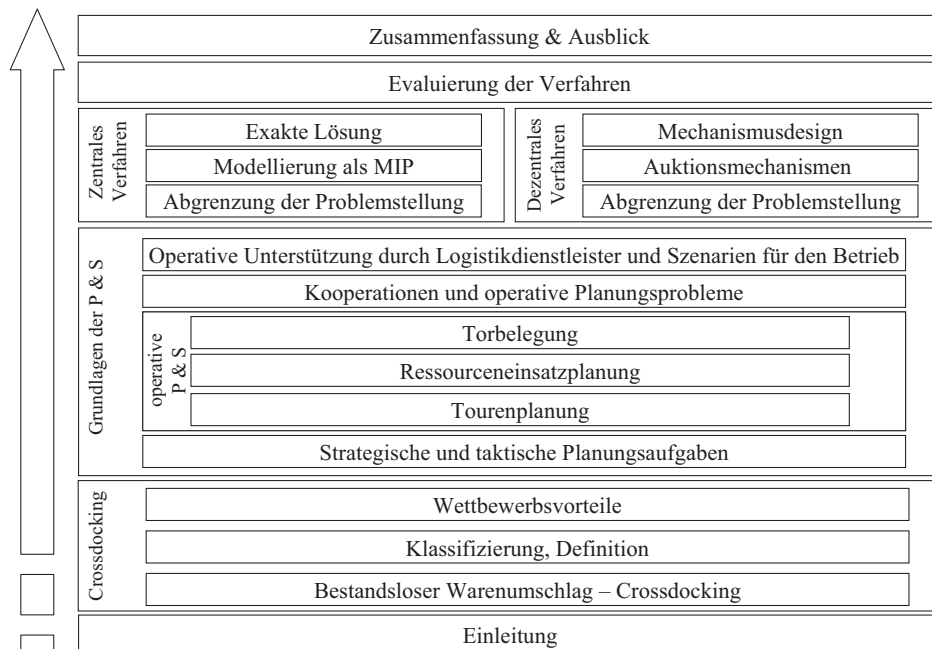 Zusammenfassung & Ausblick
Evaluierung der Verfahren
Zentrales
Verfahren
Exakte Lösung
Modellierung als MIP
Abgrenzung der Problemstellung
Dezentrales
Verfahren
Mechanismusdesign
Auktionsmechanismen
Abgrenzung der Problemstellung
Grundlagen der P & S
Operative Unterstützung durch Logistikdienstleister und Szenarien für den Betrieb
Kooperationen und operative Planungsprobleme
operative
P & S
Torbelegung
Ressourceneinsatzplanung
Tourenplanung
Strategische und taktische Planungsaufgaben
Crossdocking
Wettbewerbsvorteile
Klassifizierung, Definition
Bestandsloser Warenumschlag – Crossdocking
Einleitung